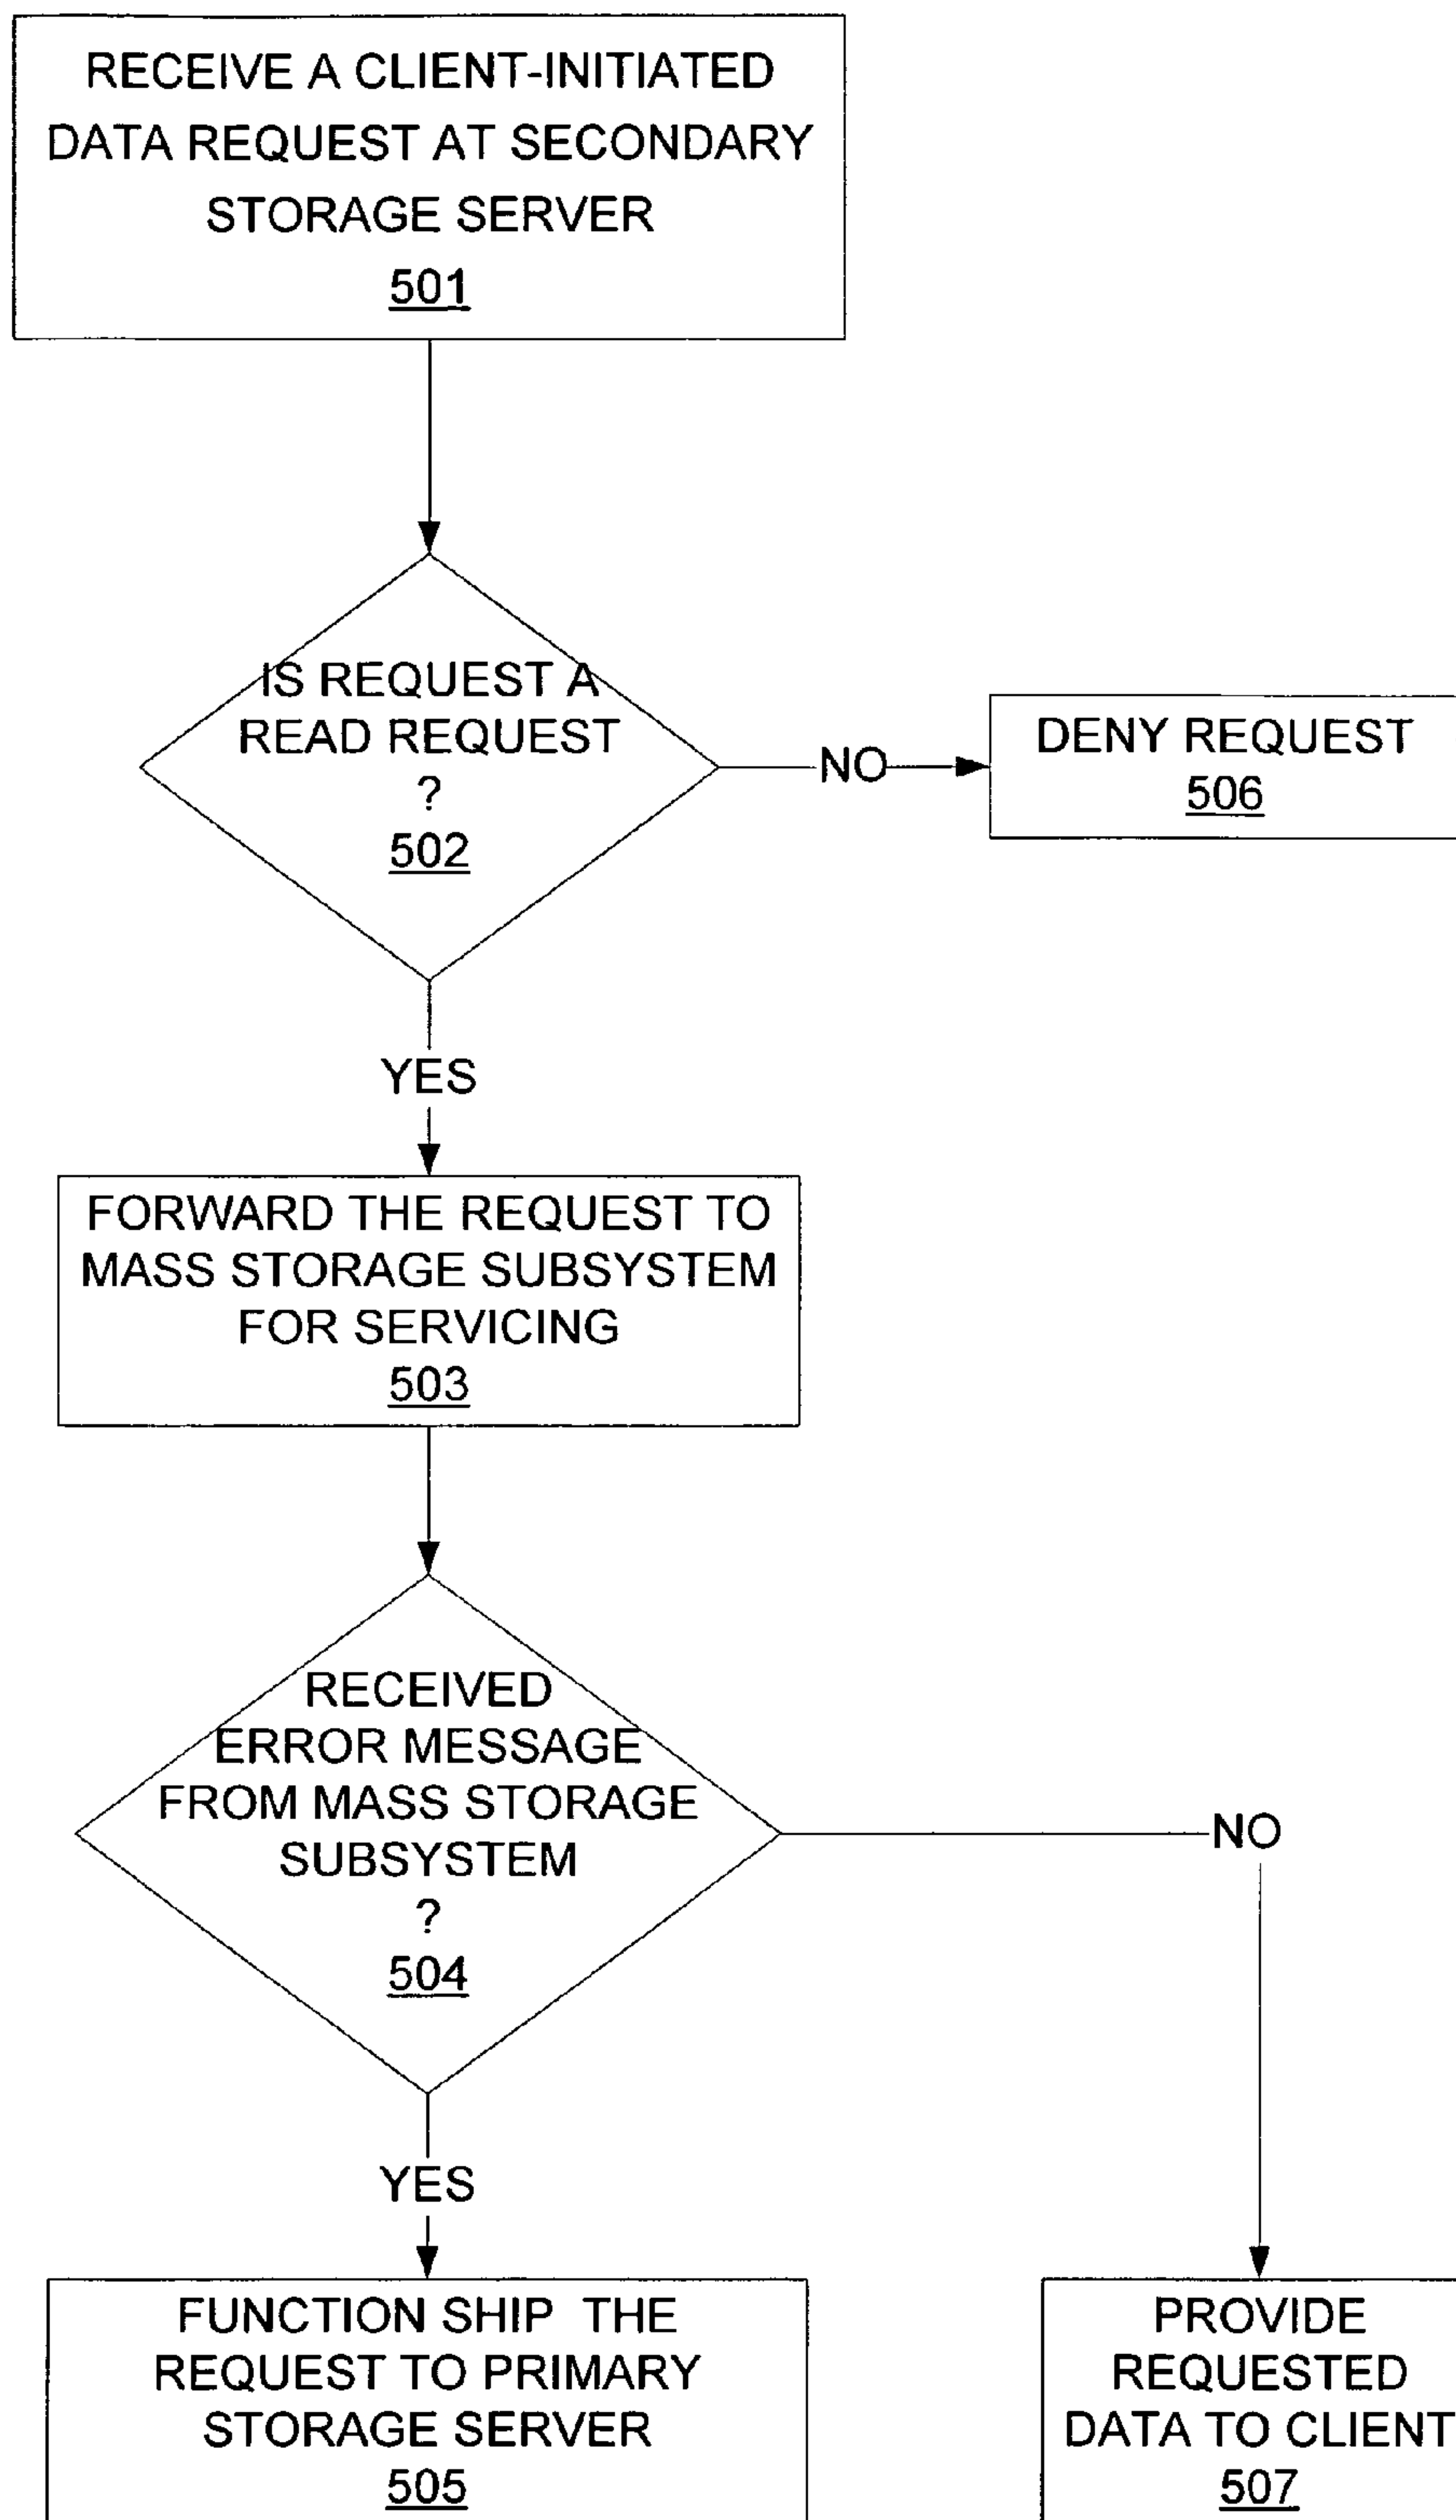 RECEIVE A CLIENT-INITIATED
DATA REQUEST AT SECONDARY
STORAGE SERVER
501
IS REQUEST A
READ REQUEST
?
502
NO
DENY REQUEST
506
YES
FORWARD THE REQUEST TO
MASS STORAGE SUBSYSTEM
FOR SERVICING
503
RECEIVED
ERROR MESSAGE
FROM MASS STORAGE
SUBSYSTEM
?
504
NO
YES
FUNCTION SHIP THE
REQUEST TO PRIMARY
STORAGE SERVER
505
PROVIDE
REQUESTED
DATA TO CLIENT
507